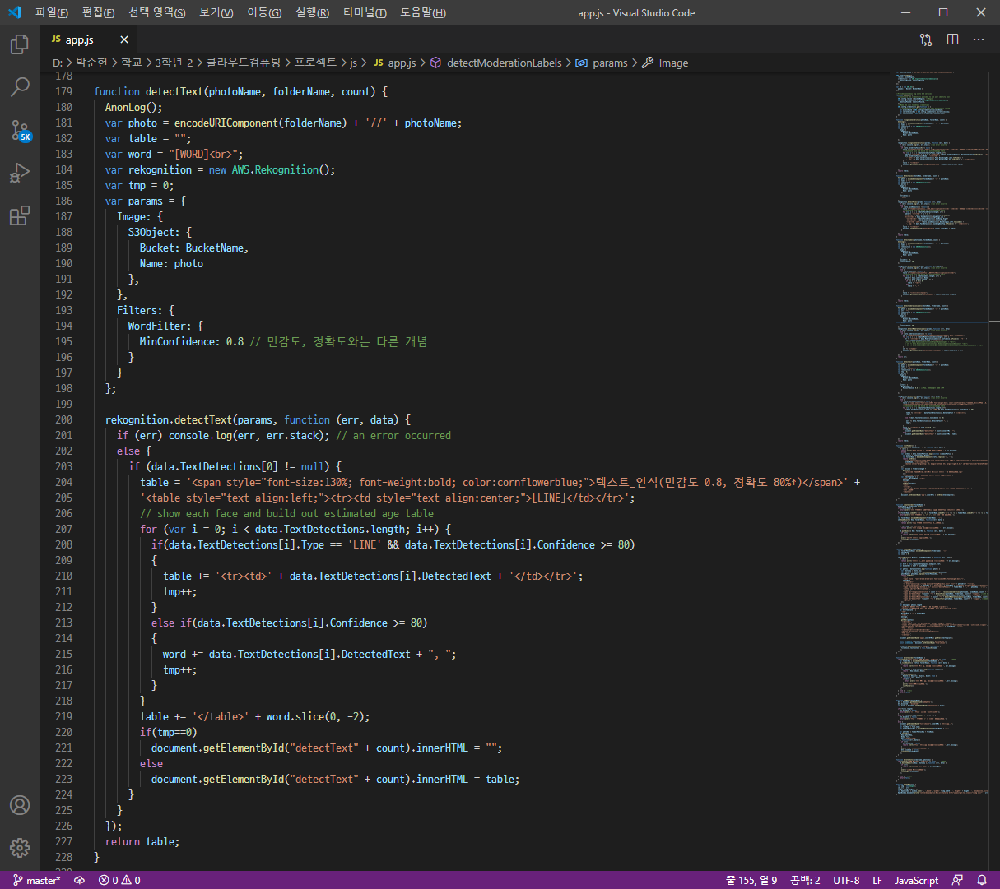 파일(F) 편집(E) 선택 영역(S) 보기(V) 이동(G) 실행(R) 터미널(T) 도움말(H) app.js - Visual Studio Code
JS app.js
D: > 박준현 > 학교 > 3학년-2 > 클라우드컴퓨팅 > 프로젝트 > js > JS app.js > detectModerationLabels > params > Image
5K
178
179 function detectText(photoName, folderName, count) {
180 AnonLog();
181 var photo = encodeURIComponent(folderName) + '//' + photoName;
182 var table = "";
183 var word = "[WORD]<br>";
184 var rekognition = new AWS.Rekognition();
185 var tmp = 0;
186 var params = {
187 Image: {
188 S3Object: {
189 Bucket: BucketName,
190 Name: photo
191 },
192 },
193 Filters: {
194 WordFilter: {
195 MinConfidence: 0.8 // 민감도, 정확도와는 다른 개념
196 }
197 }
198 };
199
200 rekognition.detectText(params, function (err, data) {
201 if (err) console.log(err, err.stack); // an error occurred
202 else {
203 if (data.TextDetections[0] != null) {
204 table = '<span style="font-size:130%; font-weight:bold; color:cornflowerblue;">텍스트_인식(민감도 0.8, 정확도 80%↑)</span>' +
205 '<table style="text-align:left;"><tr><td style="text-align:center;">[LINE]</td></tr>';
206 // show each face and build out estimated age table
207 for (var i = 0; i < data.TextDetections.length; i++) {
208 if(data.TextDetections[i].Type == 'LINE' && data.TextDetections[i].Confidence >= 80)
209 {
210 table += '<tr><td>' + data.TextDetections[i].DetectedText + '</td></tr>';
211 tmp++;
212 }
213 else if(data.TextDetections[i].Confidence >= 80)
214 {
215 word += data.TextDetections[i].DetectedText + ", ";
216 tmp++;
217 }
218 }
219 table += '</table>' + word.slice(0, -2);
220 if(tmp==0)
221 document.getElementById("detectText" + count).innerHTML = "";
222 else
223 document.getElementById("detectText" + count).innerHTML = table;
224 }
225 }
226 });
227 return table;
228 }
master* 0 0 줄 155, 열 9 공백: 2 UTF-8 LF JavaScript